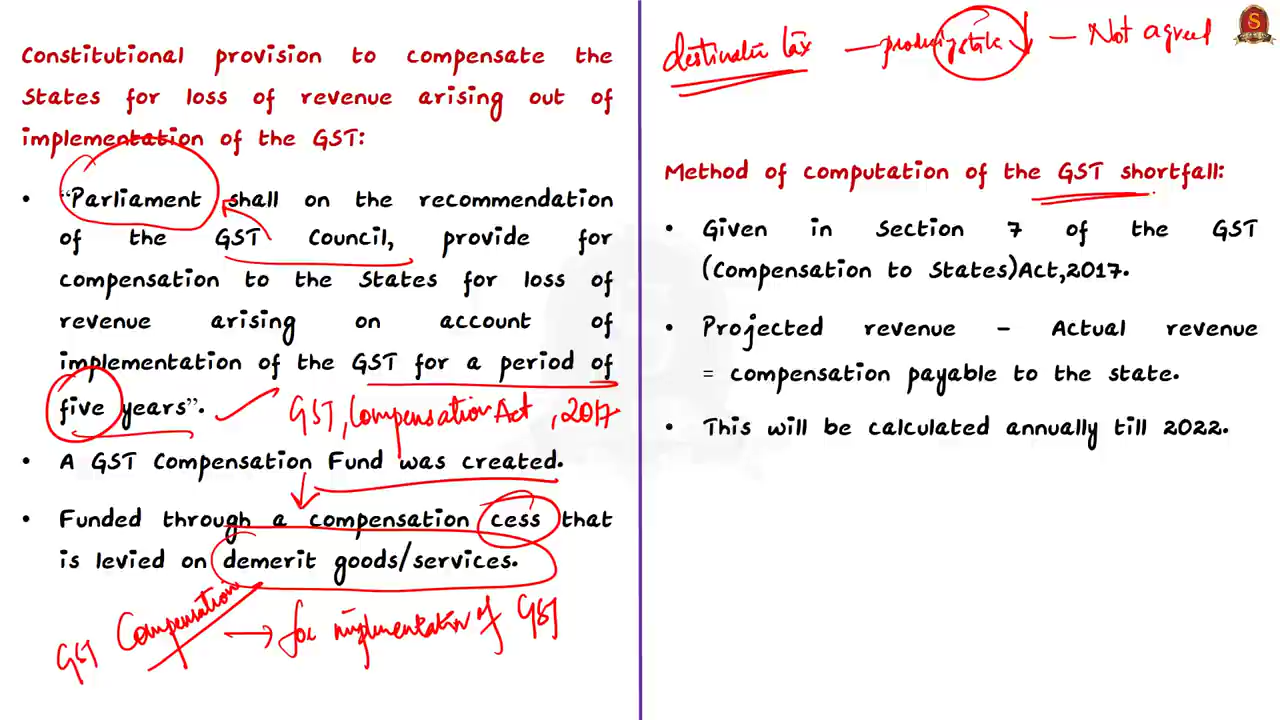 Constitutional provision to compensate the
States for loss of revenue arising out of
implementation of the GST:
• “Parliament shall on the recommendation
of the GST Council, provide for
compensation to the States for loss of
revenue arising on account of
implementation of the GST for a period of
five years”.
GST, Compensation Act, 2017
• A GST Compensation Fund was created.
• Funded through a compensation cess that
is levied on demerit goods/services.
GST Compensation → for implementation of GST
destination tax — producing state ↓ — Not agreed
S
Method of computation of the GST shortfall:
• Given in Section 7 of the GST
(Compensation to States)Act,2017.
• Projected revenue – Actual revenue
= compensation payable to the state.
• This will be calculated annually till 2022.